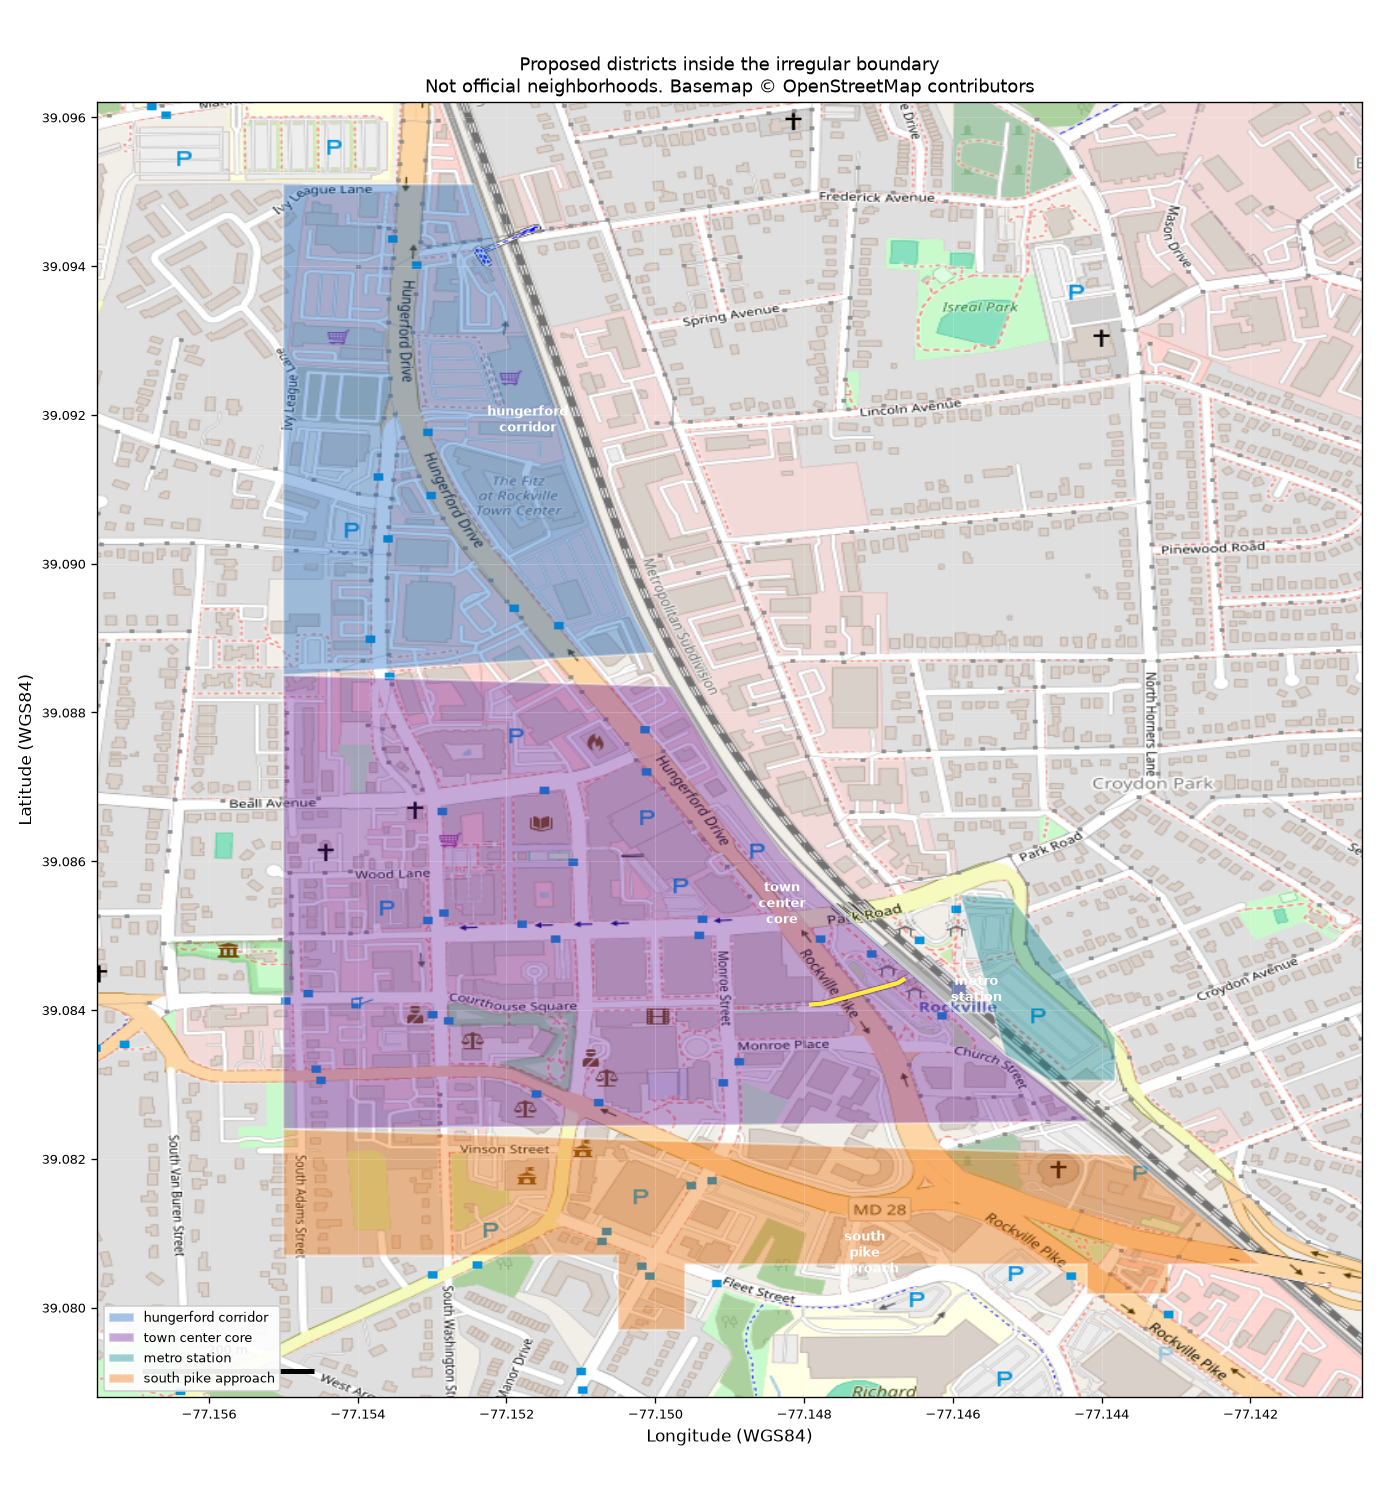 Proposed districts inside the irregular boundary
Not official neighborhoods. Basemap © OpenStreetMap contributors
39.096
39.094
39.092
39.090
39.088
39.086
39.084
39.082
39.080
Latitude (WGS84)
P
P
Ivy League Lane
e Drive
Frederick Avenue
Mason Drive
Hungerford Drive
Spring Avenue
Isreal Park
P
Ivy League
Lane
Lincoln Avenue
hungerford
corridor
Hungerford Drive
The Fitz
at Rockville
Town Center
P
Pinewood Road
Metropolitan Subdivision
North Horners Lane
P
Hungerford Drive
Croydon Park
Beall Avenue
P
Park Road
P
Wood Lane
P
P
town
center
core
Park Road
Monroe Street
Rockville Pike
metro
station
Rockville
Croydon Avenue
Courthouse Square
P
Monroe Place
Church Street
South Van Buren Street
South Adams Street
Vinson Street
P
P
P
MD 28
Rockville Pike
south
pike
approach
Fleet Street
P
P
South Washington St
Manor Drive
Rockville Pike
P
P
Richard
hungerford corridor
town center core
metro station
south pike approach
−77.156
−77.154
−77.152
−77.150
−77.148
−77.146
−77.144
−77.142
Longitude (WGS84)